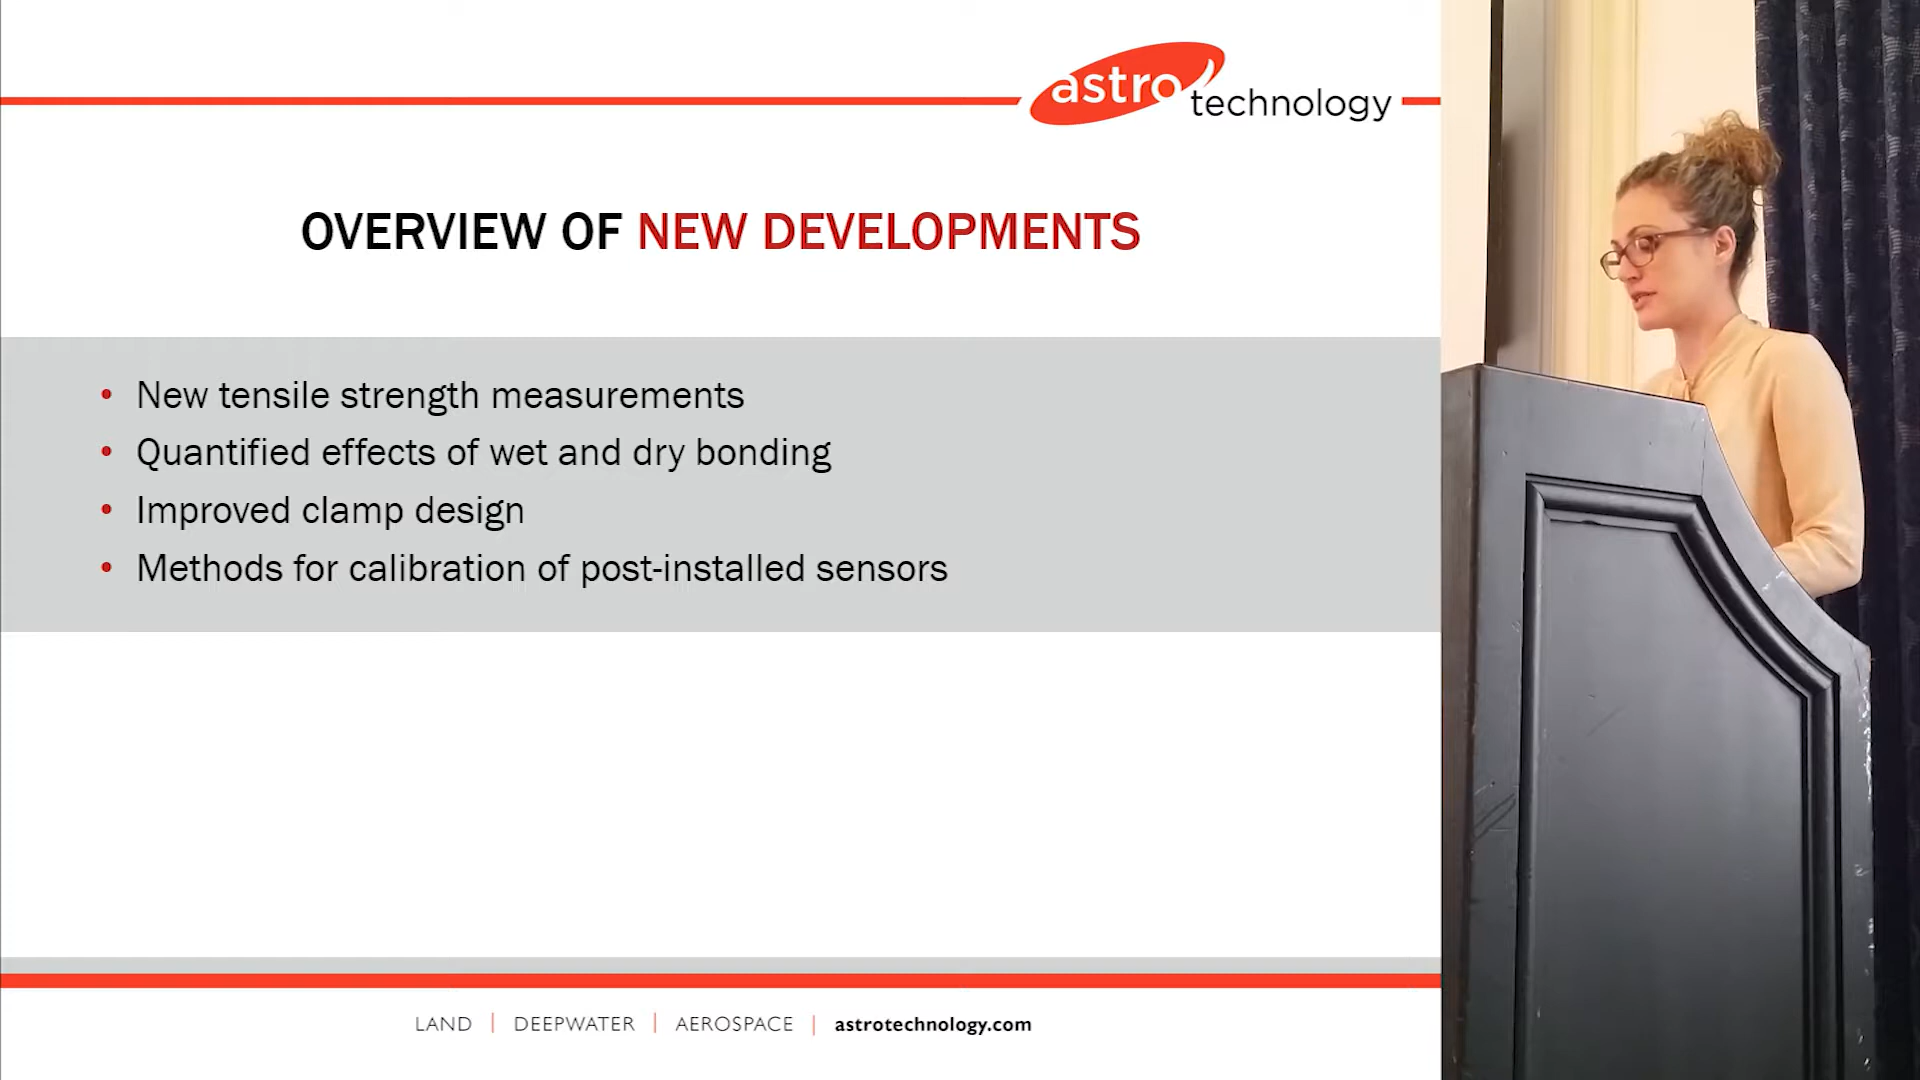 astro technology
OVERVIEW OF NEW DEVELOPMENTS
• New tensile strength measurements
• Quantified effects of wet and dry bonding
• Improved clamp design
• Methods for calibration of post-installed sensors
LAND | DEEPWATER | AEROSPACE | astrotechnology.com